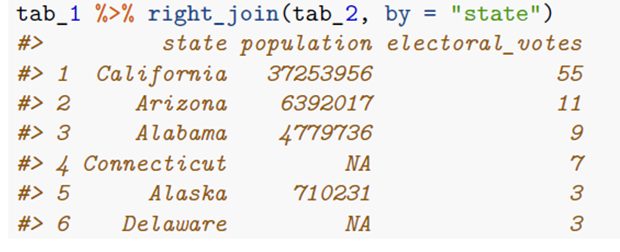 tab_1 %>% right_join(tab_2, by = "state")
#> state population electoral_votes
#> 1 California 37253956 55
#> 2 Arizona 6392017 11
#> 3 Alabama 4779736 9
#> 4 Connecticut NA 7
#> 5 Alaska 710231 3
#> 6 Delaware NA 3